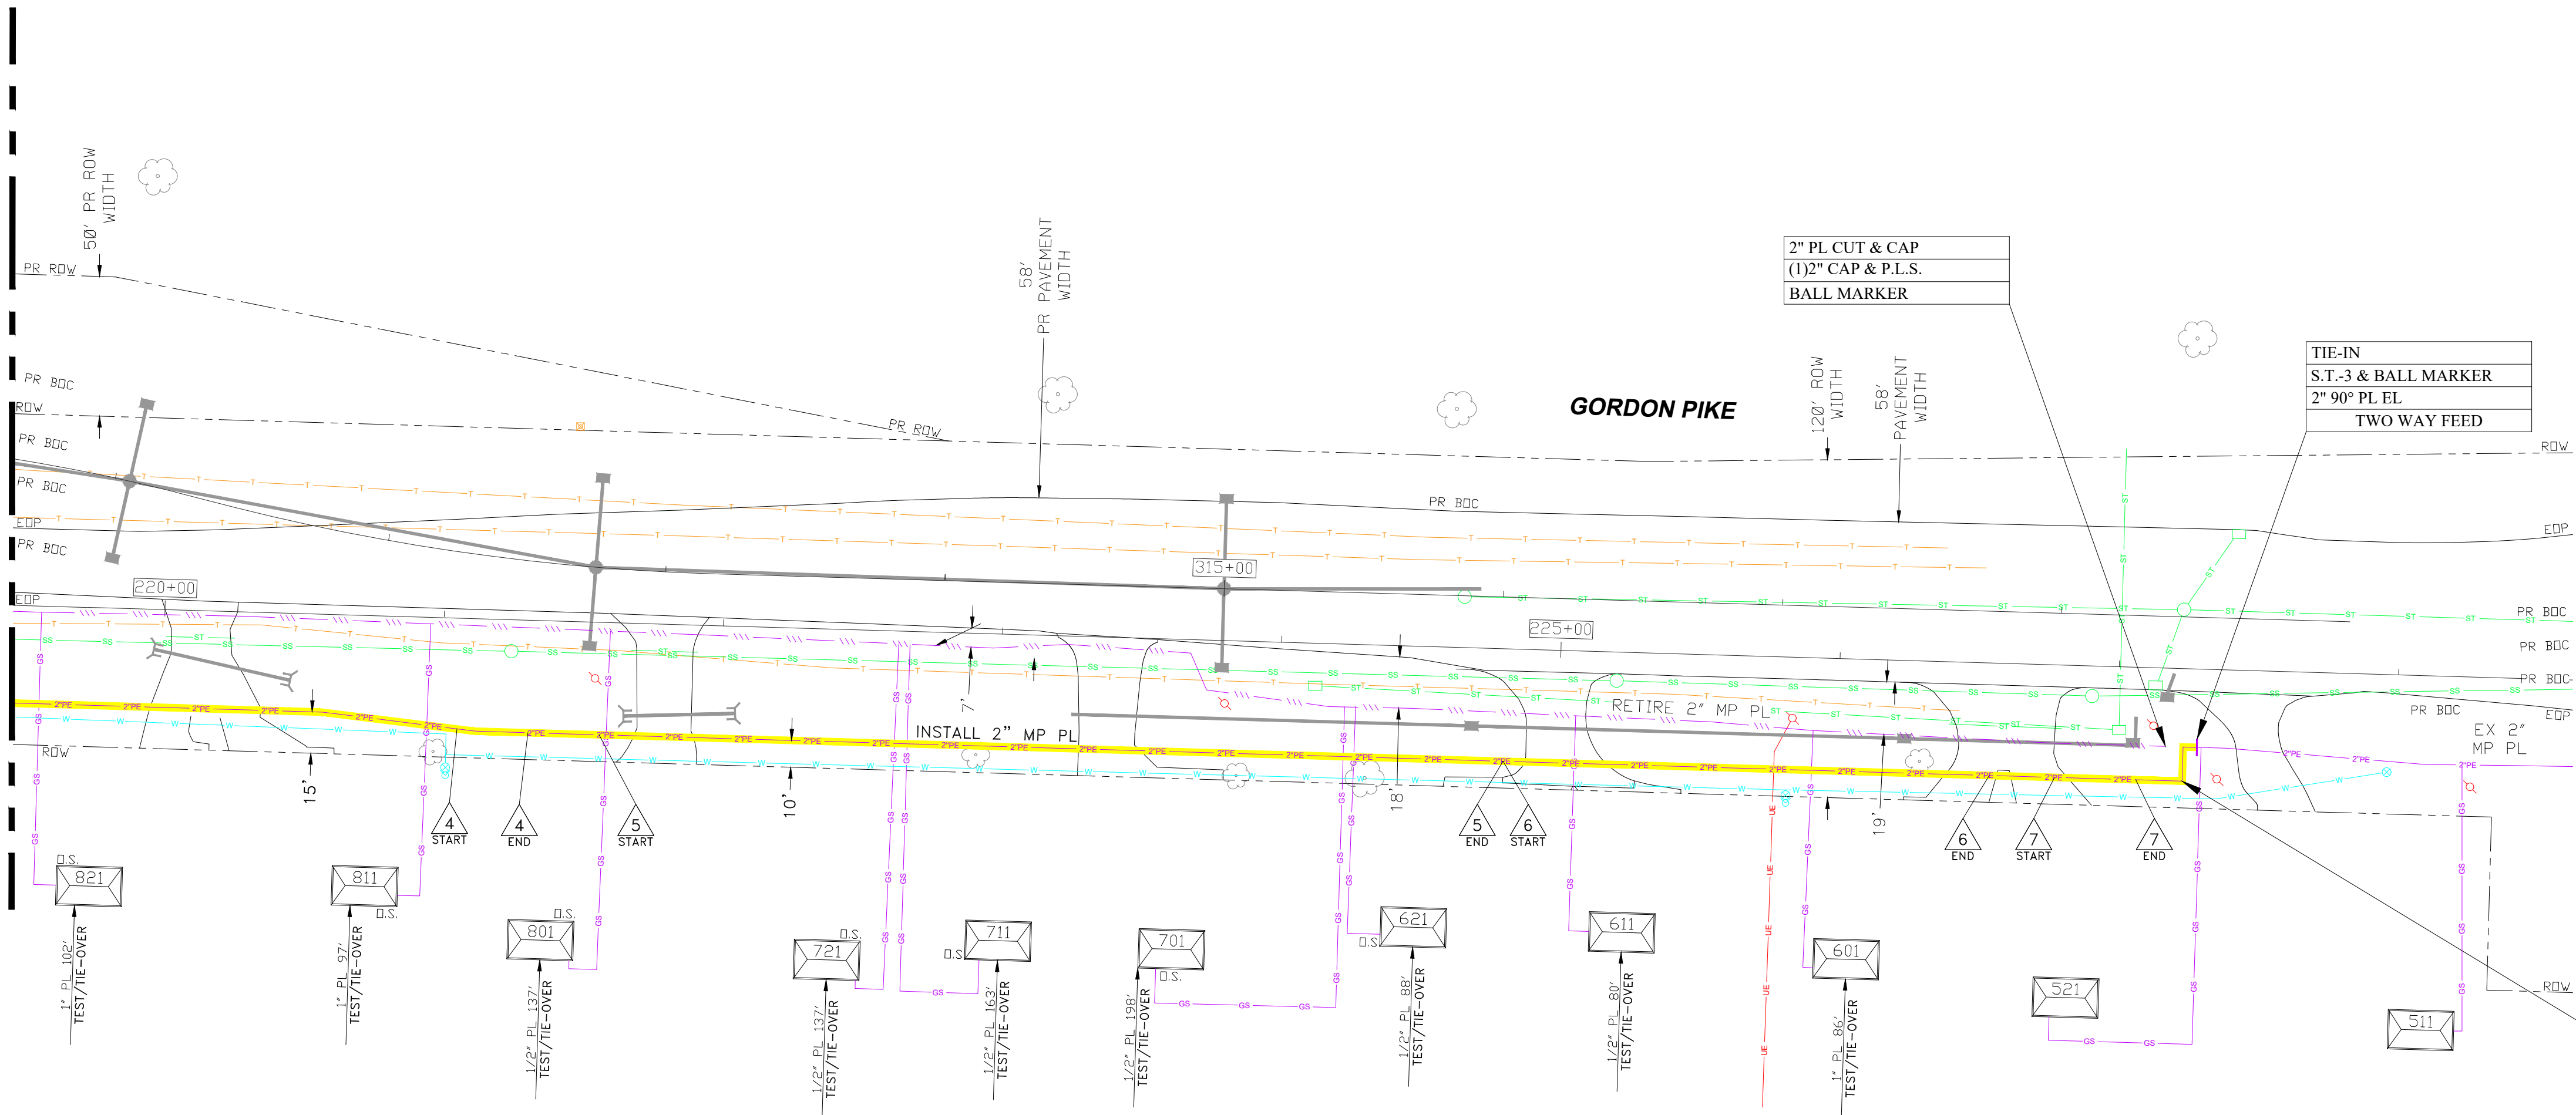 50' PR ROW
WIDTH
PR ROW
PR BOC
ROW
PR BOC
PR BOC
EOP
PR BOC
220+00
EOP
ROW
58'
PR PAVEMENT
WIDTH
PR ROW
315+00
PR BOC
GORDON PIKE
2" PL CUT & CAP
(1)2" CAP & P.L.S.
BALL MARKER
120' ROW
WIDTH
58'
PAVEMENT
WIDTH
TIE-IN
S.T.-3 & BALL MARKER
2" 90° PL EL
TWO WAY FEED
ROW
EOP
PR BOC
PR BOC
PR BOC
EOP
PR BOC
225+00
7'
RETIRE 2" MP PL
INSTALL 2" MP PL
EX 2"
MP PL
15'
10'
18'
19'
4
START
4
END
5
START
5
END
6
START
6
END
7
START
7
END
O.S.
821
1" PL 102'
TEST/TIE-OVER
811
O.S.
1" PL 97'
TEST/TIE-OVER
O.S.
801
1/2" PL 137'
TEST/TIE-OVER
O.S.
721
1/2" PL 137'
TEST/TIE-OVER
711
O.S.
1/2" PL 163'
TEST/TIE-OVER
701
O.S.
1/2" PL 198'
TEST/TIE-OVER
621
O.S.
1/2" PL 88'
TEST/TIE-OVER
611
1/2" PL 80'
TEST/TIE-OVER
601
1" PL 86'
TEST/TIE-OVER
521
511
ROW
T
T
T
SS
ST
GS
W
UE
2"PE